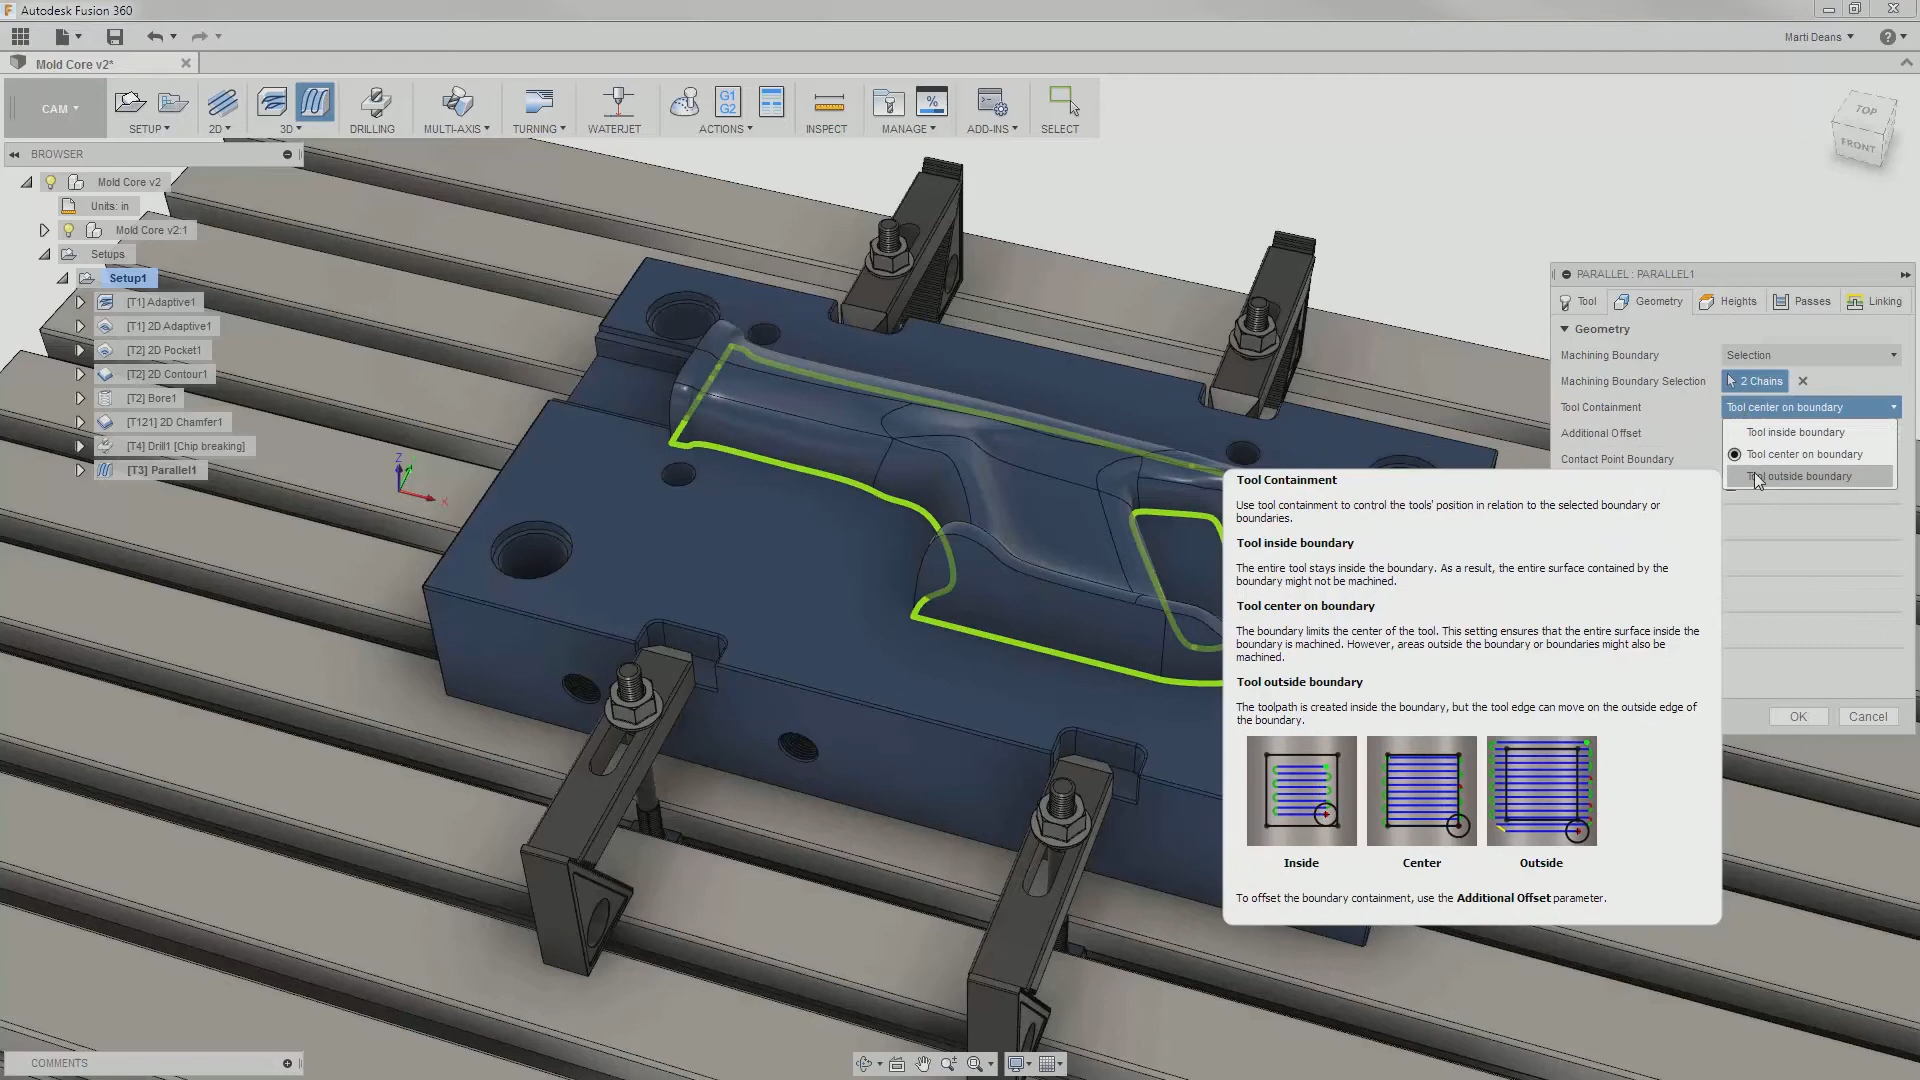 Autodesk Fusion 360
Marti Deans
Mold Core v2*
CAM
SETUP
2D
3D
DRILLING
MULTI-AXIS
TURNING
WATERJET
G1
G2
ACTIONS
INSPECT
%
MANAGE
ADD-INS
SELECT
TOP
FRONT
BROWSER
Mold Core v2
Units: in
Mold Core v2:1
Setups
Setup1
[T1] Adaptive1
[T1] 2D Adaptive1
[T2] 2D Pocket1
[T2] 2D Contour1
[T2] Bore1
[T121] 2D Chamfer1
[T4] Drill1 [Chip breaking]
[T3] Parallel1
Z
X
PARALLEL : PARALLEL1
Tool
Geometry
Heights
Passes
Linking
Geometry
Machining Boundary
Selection
Machining Boundary Selection
2 Chains
Tool Containment
Tool center on boundary
Additional Offset
Contact Point Boundary
Tool inside boundary
Tool center on boundary
Tool outside boundary
OK
Cancel
Tool Containment
Use tool containment to control the tools' position in relation to the selected boundary or
boundaries.
Tool inside boundary
The entire tool stays inside the boundary. As a result, the entire surface contained by the
boundary might not be machined.
Tool center on boundary
The boundary limits the center of the tool. This setting ensures that the entire surface inside the
boundary is machined. However, areas outside the boundary or boundaries might also be
machined.
Tool outside boundary
The toolpath is created inside the boundary, but the tool edge can move on the outside edge of
the boundary.
Inside
Center
Outside
To offset the boundary containment, use the Additional Offset parameter.
COMMENTS